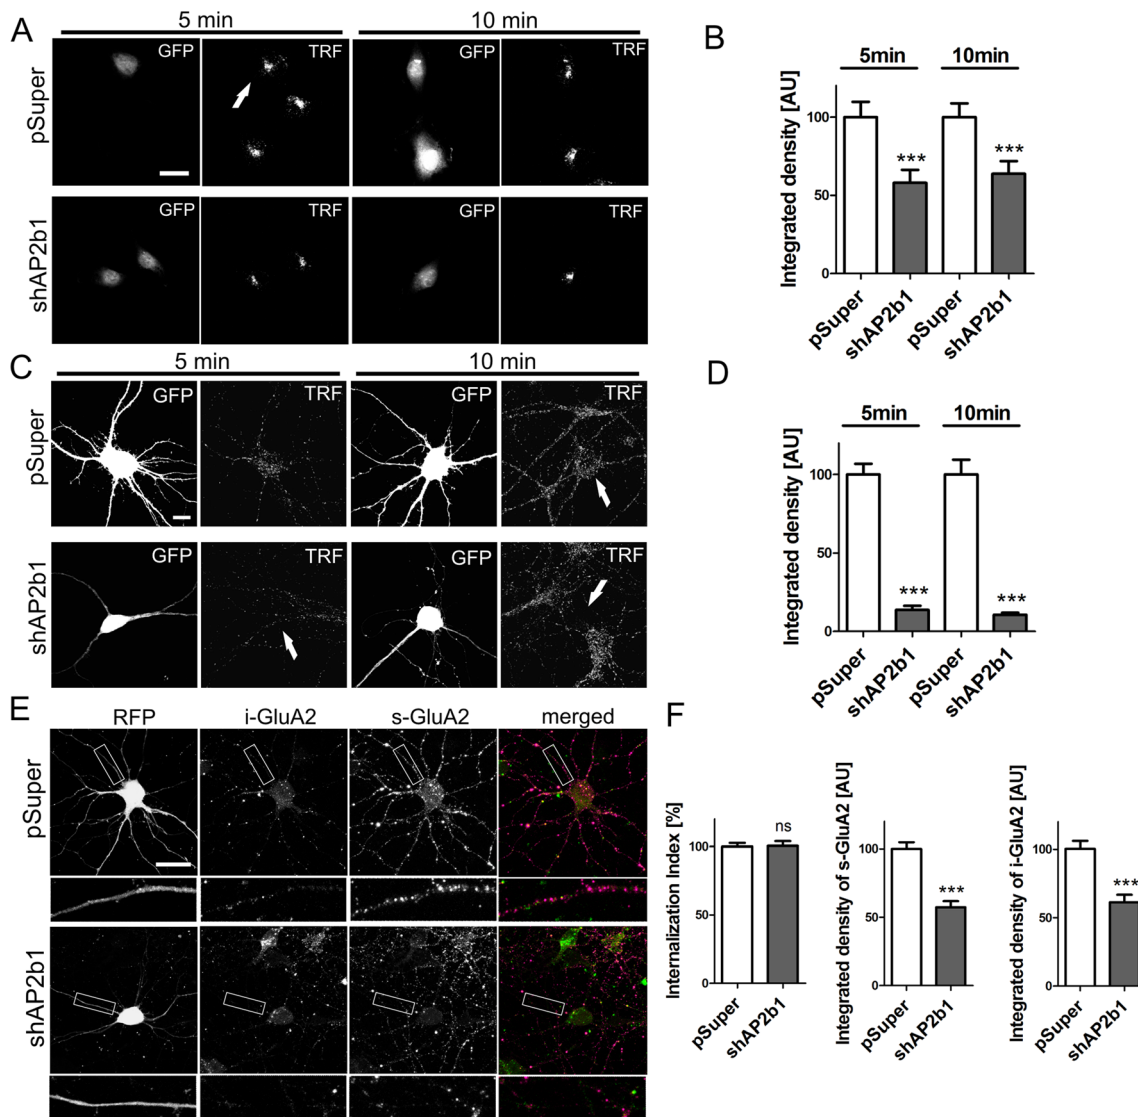 A
5 min
10 min
pSuper
GFP
TRF
GFP
TRF
shAP2b1
GFP
TRF
GFP
TRF
B
5min
10min
Integrated density [AU]
100
50
0
***
***
pSuper
shAP2b1
pSuper
shAP2b1
C
5 min
10 min
pSuper
GFP
TRF
GFP
TRF
shAP2b1
GFP
TRF
GFP
TRF
D
5min
10min
Integrated density [AU]
100
50
0
***
***
pSuper
shAP2b1
pSuper
shAP2b1
E
RFP
i-GluA2
s-GluA2
merged
pSuper
shAP2b1
F
Internalization Index [%]
100
50
0
ns
pSuper
shAP2b1
Integrated density of s-GluA2 [AU]
100
50
0
***
pSuper
shAP2b1
Integrated density of i-GluA2 [AU]
100
50
0
***
pSuper
shAP2b1